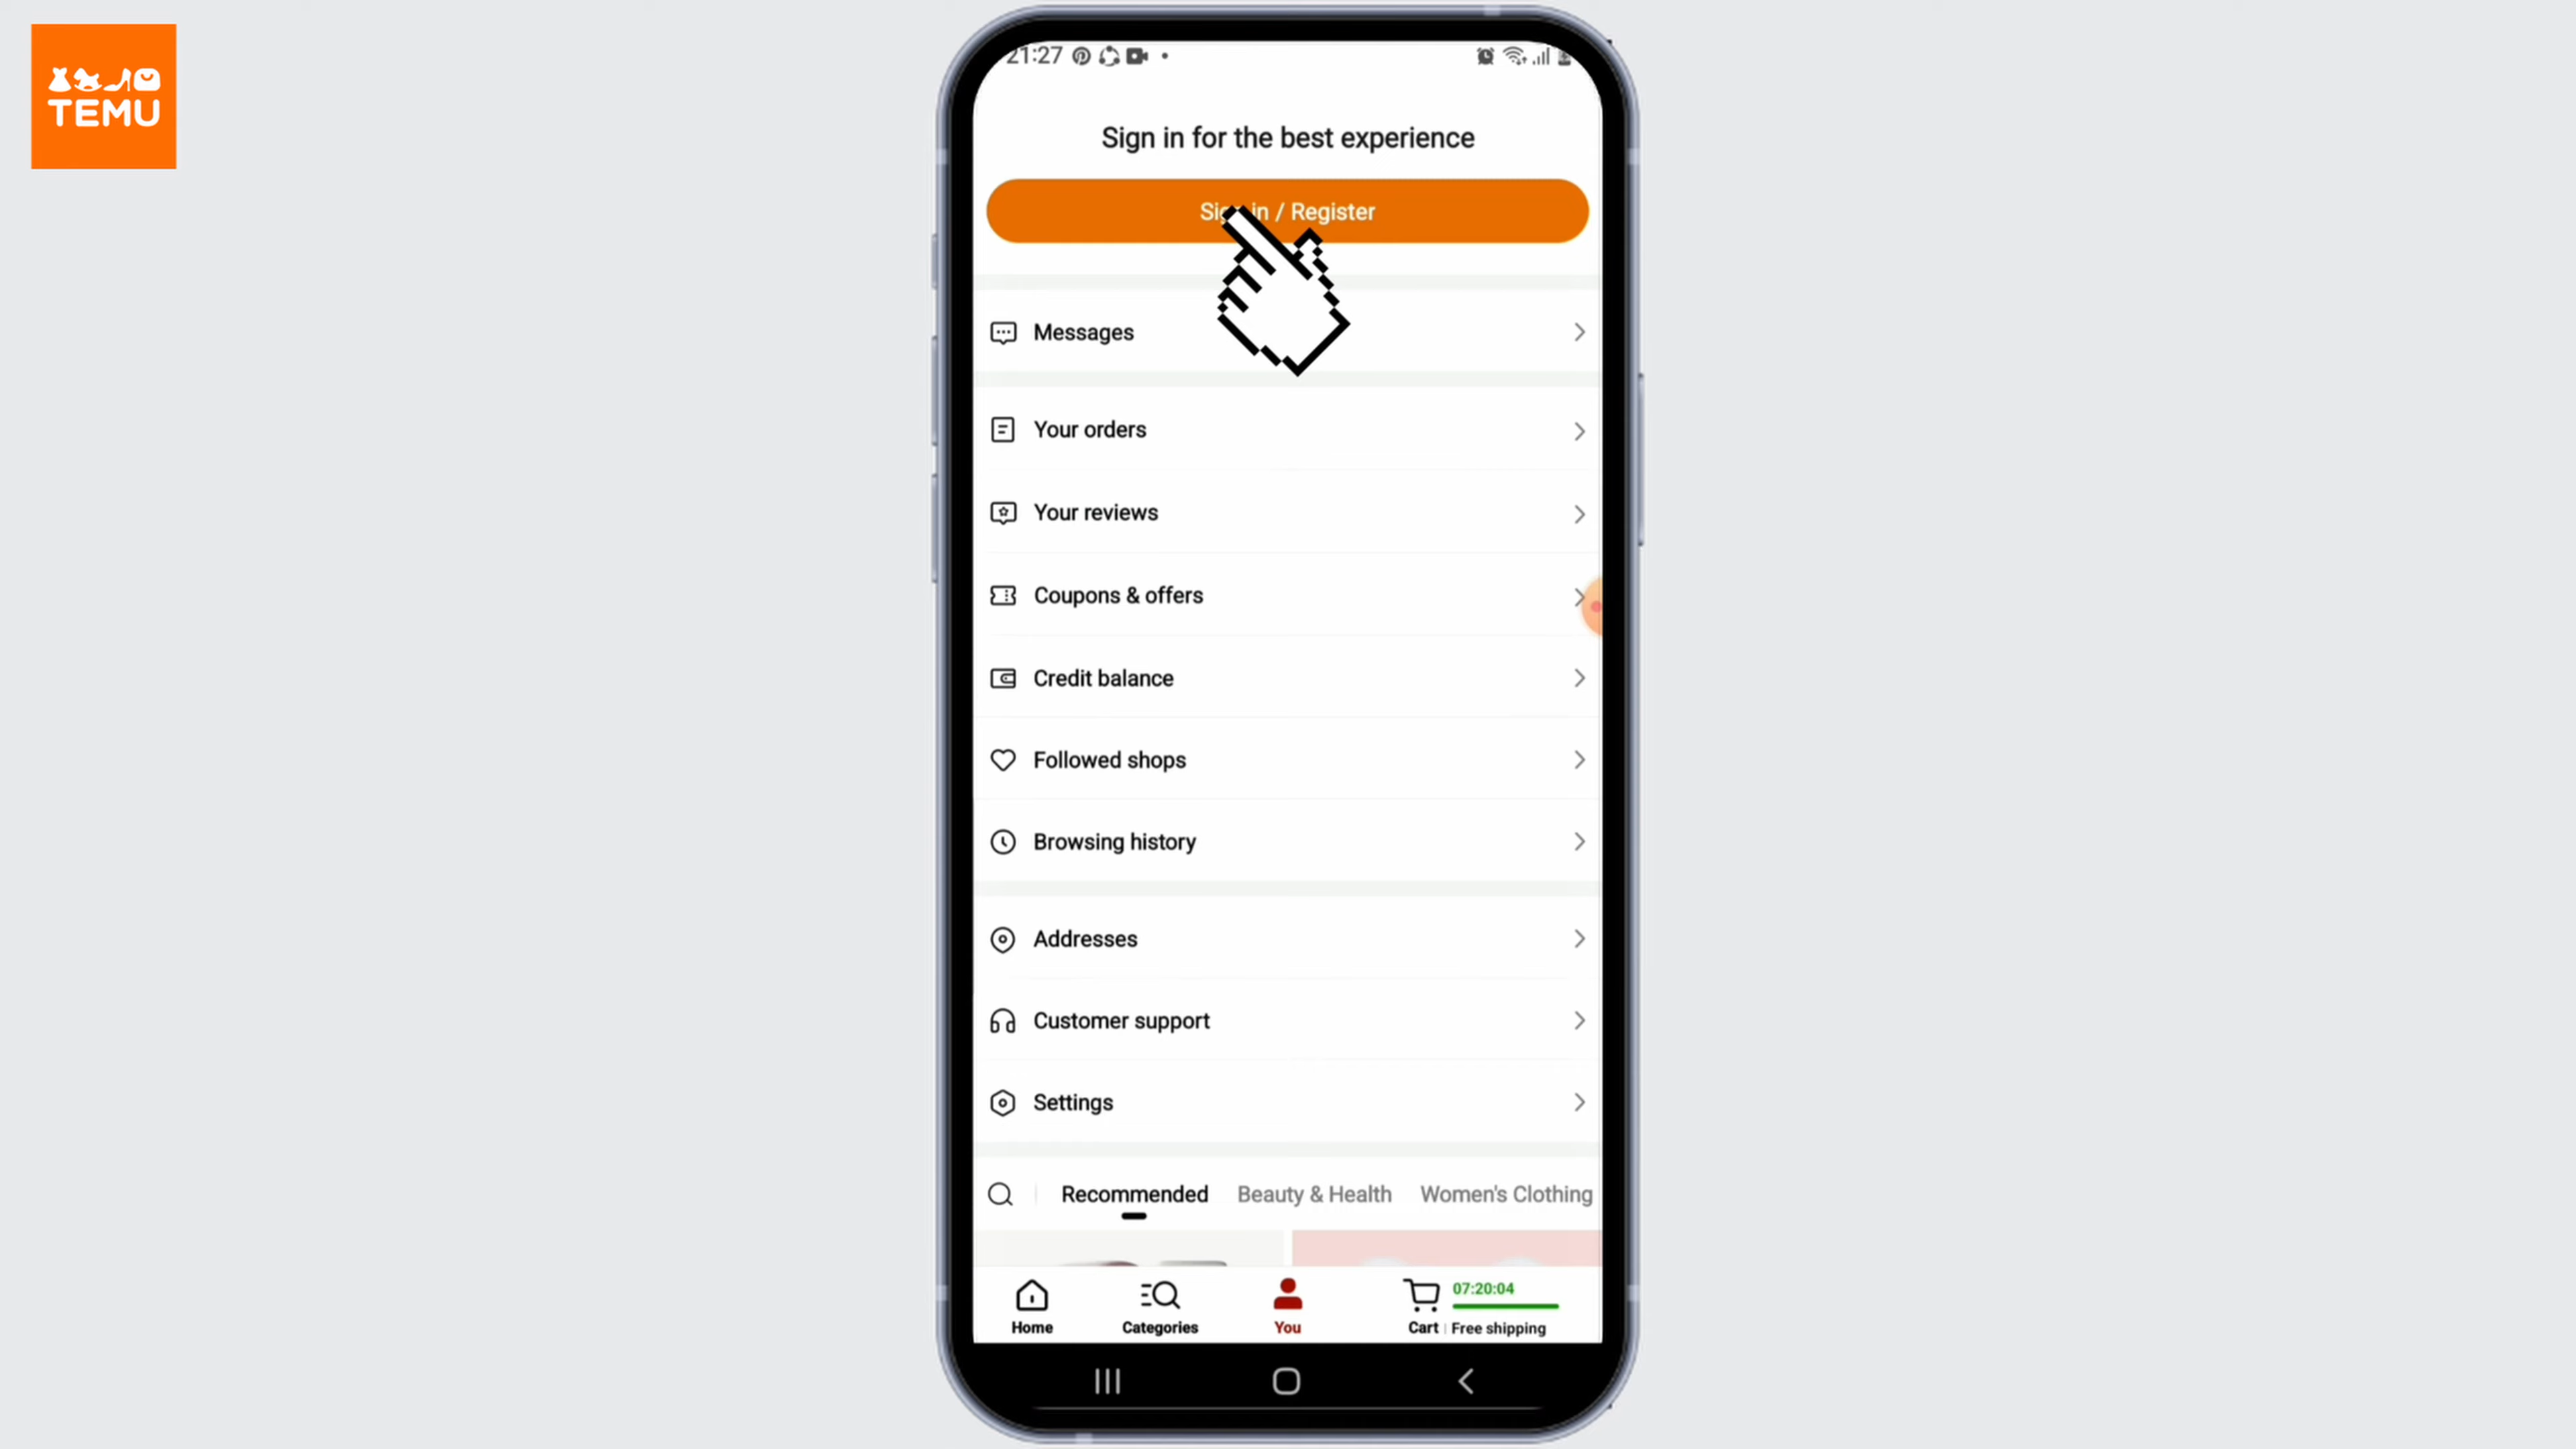 TEMU
21:27
Sign in for the best experience
Sign in / Register
Messages
Your orders
Your reviews
Coupons & offers
Credit balance
Followed shops
Browsing history
Addresses
Customer support
Settings
Recommended Beauty & Health Women's Clothing
07:20:04
Home Categories You Cart Free shipping